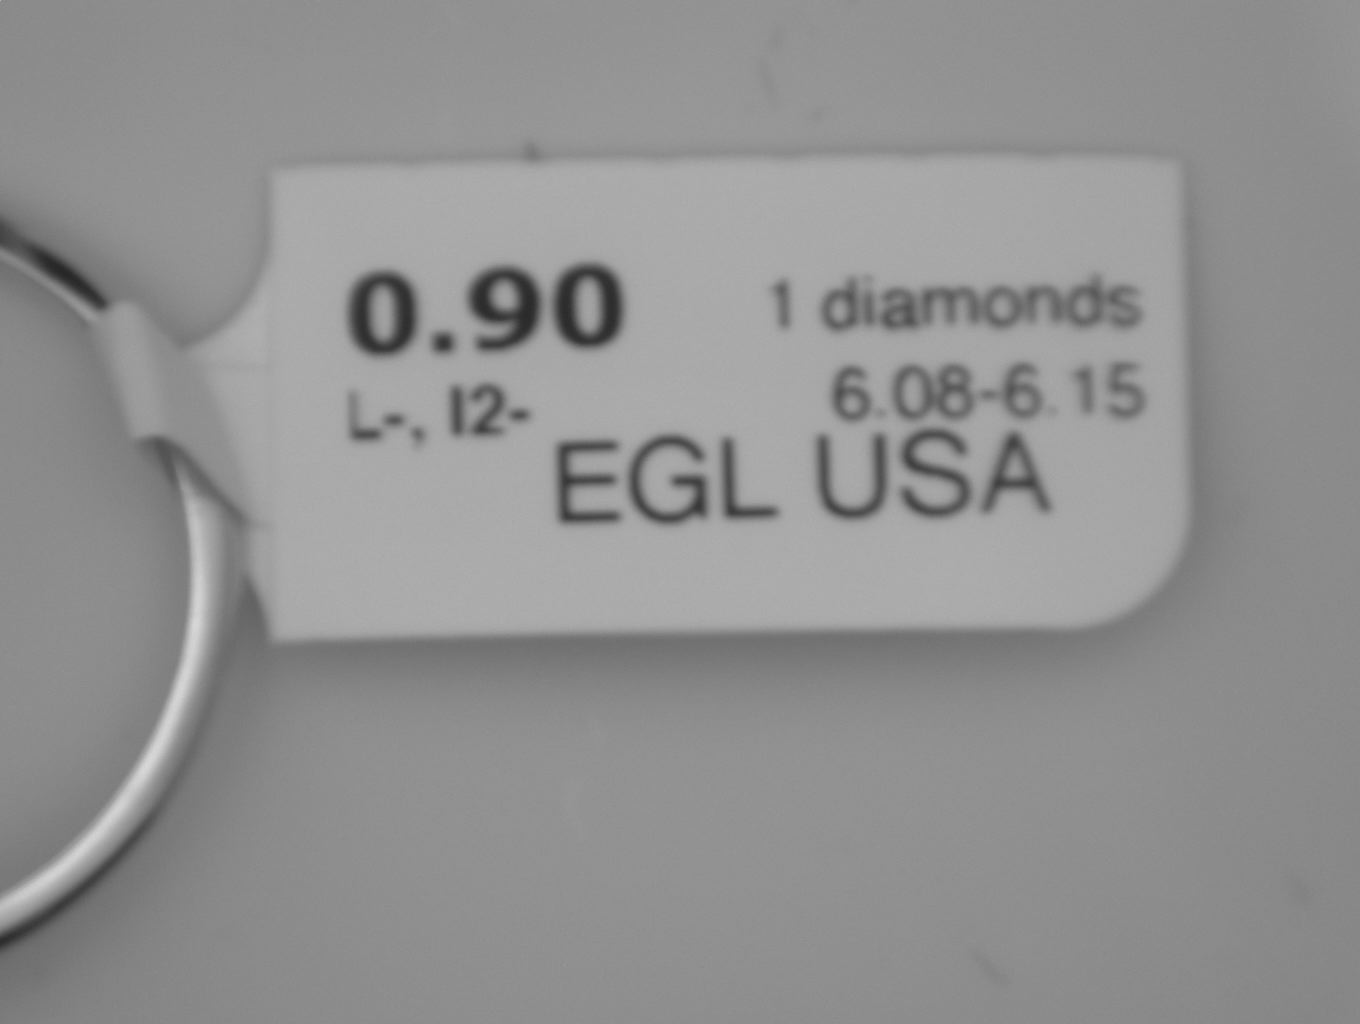 0.90 1 diamonds
L-, I2- 6.08-6.15
EGL USA